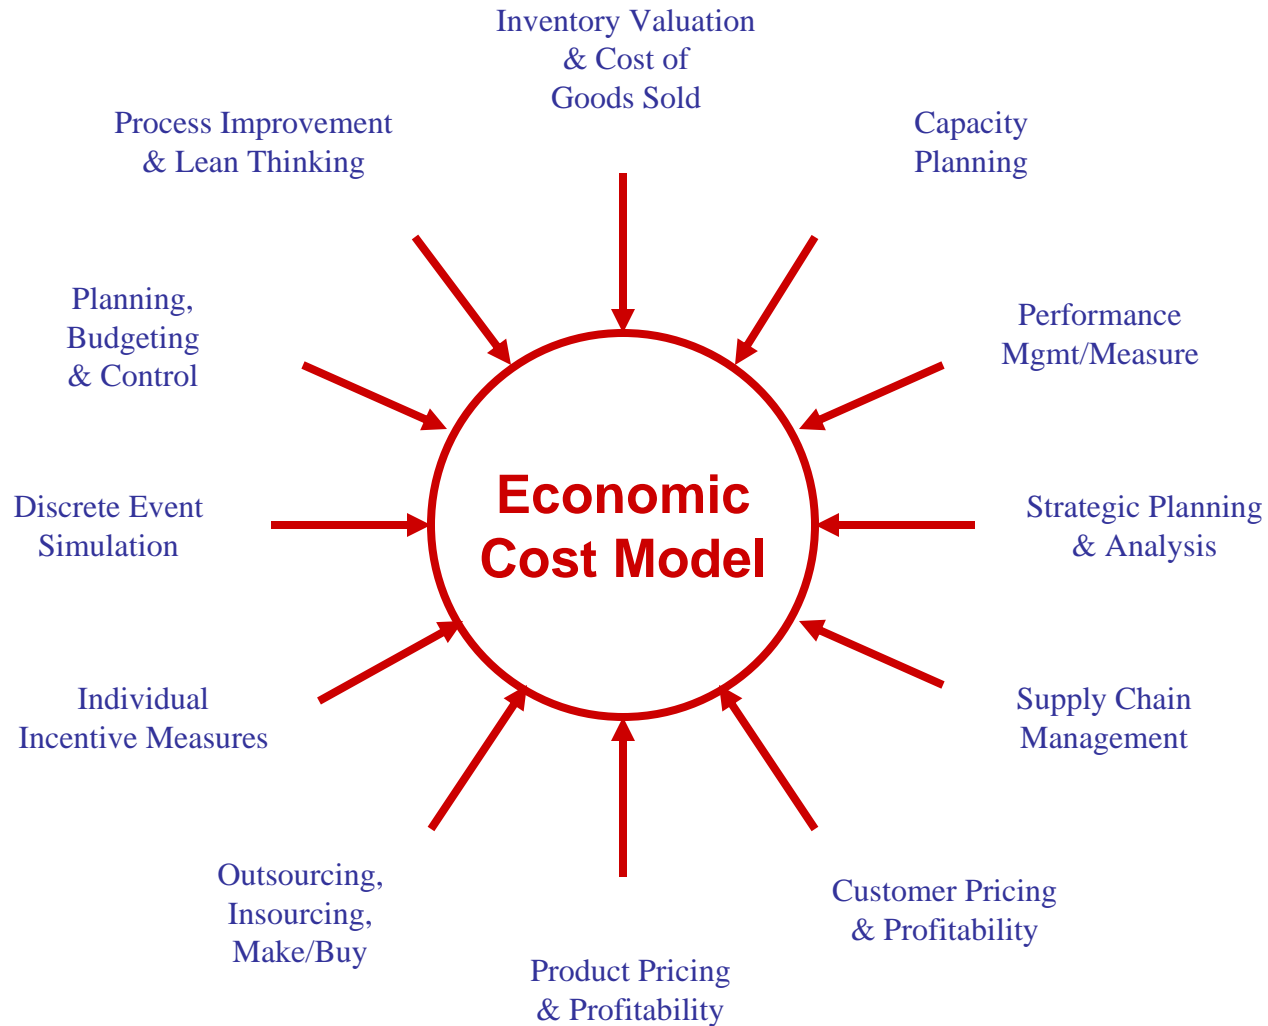 Inventory Valuation
& Cost of
Goods Sold
Process Improvement
& Lean Thinking
Capacity
Planning
Planning,
Budgeting
& Control
Performance
Mgmt/Measure
Discrete Event
Simulation
Economic
Cost Model
Strategic Planning
& Analysis
Individual
Incentive Measures
Supply Chain
Management
Outsourcing,
Insourcing,
Make/Buy
Customer Pricing
& Profitability
Product Pricing
& Profitability